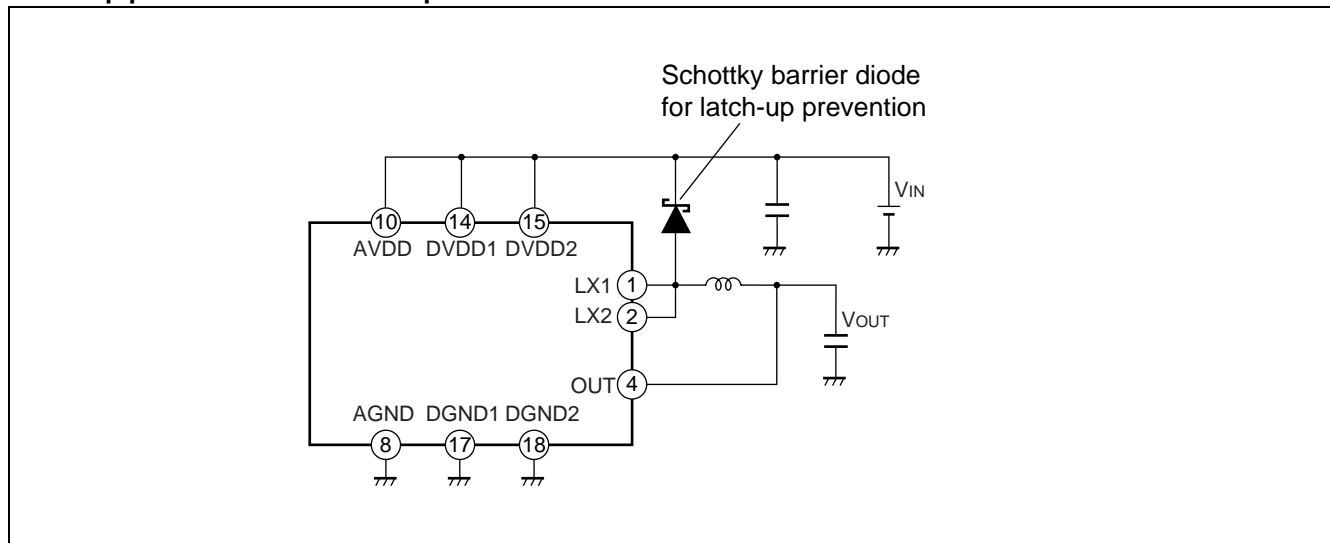 Schottky barrier diode
for latch-up prevention
VIN
10 14 15
AVDD DVDD1 DVDD2
LX1 1
LX2 2
VOUT
OUT 4
AGND DGND1 DGND2
8 17 18